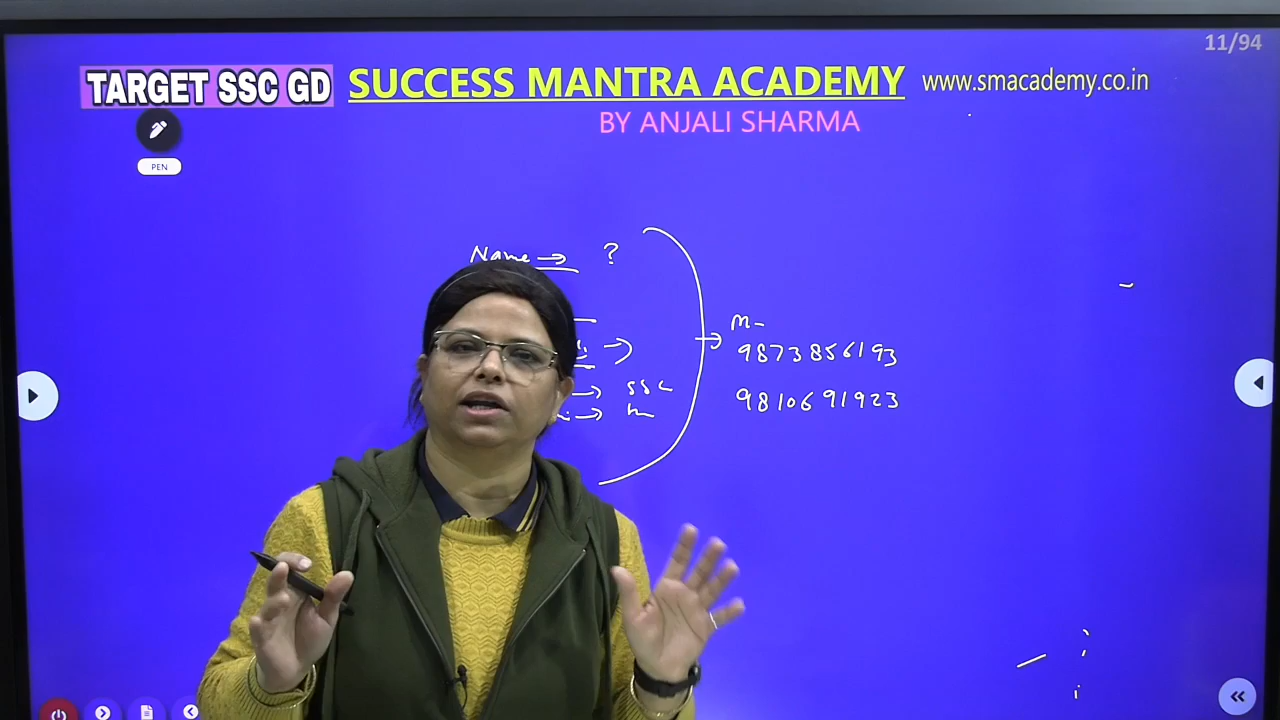 11/94
TARGET SSC GD SUCCESS MANTRA ACADEMY www.smacademy.co.in
BY ANJALI SHARMA
PEN
Name → ?
M-
→ 9873856193
→ SSC
9810691923